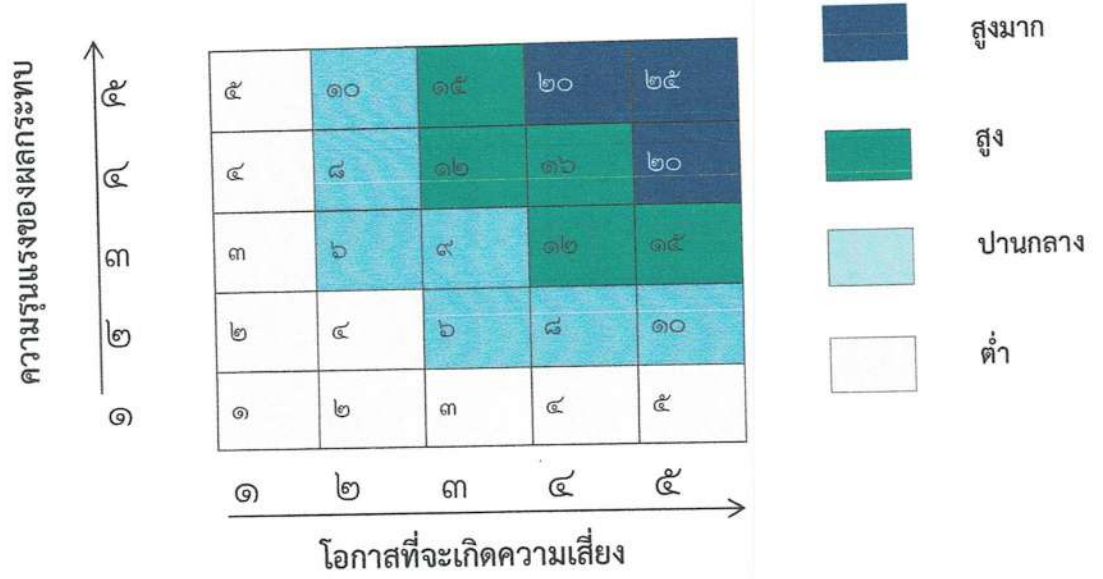 ความรุนแรงของผลกระทบ
๕ ๕ ๑๐ ๑๕ ๒๐ ๒๕
๔ ๔ ๘ ๑๒ ๑๖ ๒๐
๓ ๓ ๖ ๙ ๑๒ ๑๕
๒ ๒ ๔ ๖ ๘ ๑๐
๑ ๑ ๒ ๓ ๔ ๕
๑ ๒ ๓ ๔ ๕
โอกาสที่จะเกิดความเสี่ยง
สูงมาก
สูง
ปานกลาง
ต่ำ